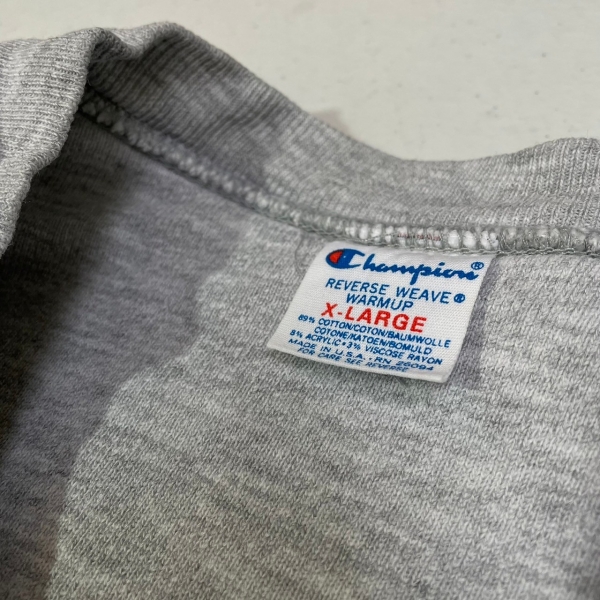 Champion®
REVERSE WEAVE®
WARMUP
X-LARGE
89% COTTON/COTON/BAUMWOLLE
COTONE/KATOEN/BOMULD
8% ACRYLIC • 3% VISCOSE RAYON
MADE IN U.S.A. • RN 26094
FOR CARE SEE REVERSE